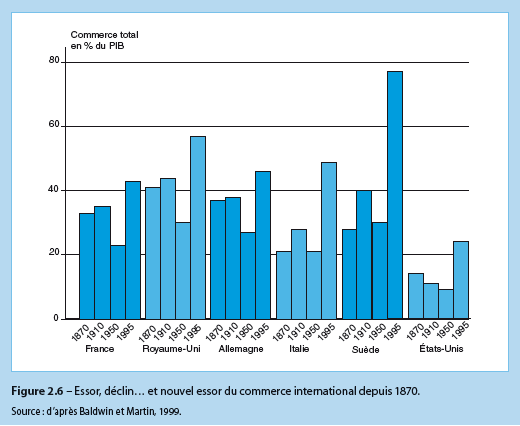 Commerce total
en % du PIB
80
60
40
20
0
1870 1910 1950 1995 1870 1910 1950 1995 1870 1910 1950 1995 1870 1910 1950 1995 1870 1910 1950 1995 1870 1910 1950 1995
France Royaume-Uni Allemagne Italie Suède États-Unis
Figure 2.6 – Essor, déclin… et nouvel essor du commerce international depuis 1870.
Source : d'après Baldwin et Martin, 1999.